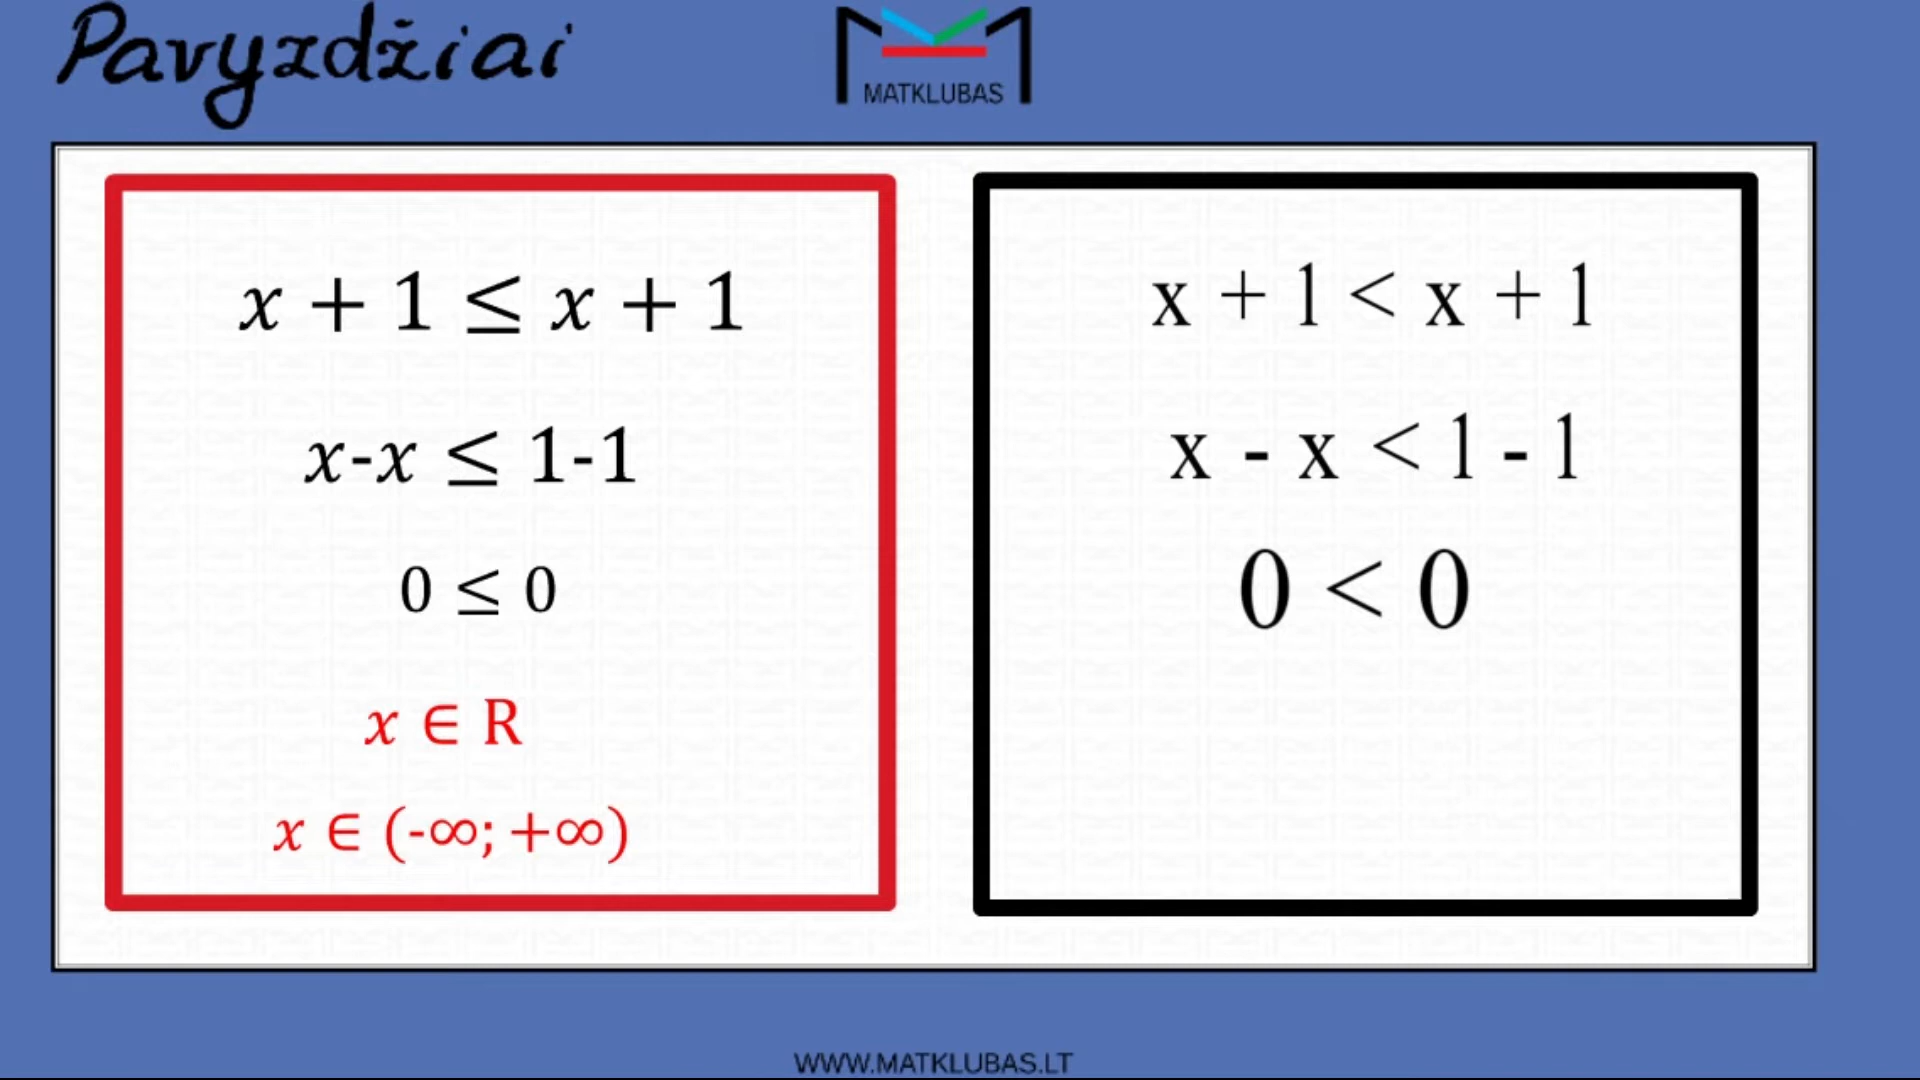 Pavyzdžiai
MATKLUBAS
x + 1 ≤ x + 1
x-x ≤ 1-1
0 ≤ 0
x ∈ R
x ∈ (-∞; +∞)
x + 1 < x + 1
x - x < 1 - 1
0 < 0
WWW.MATKLUBAS.LT